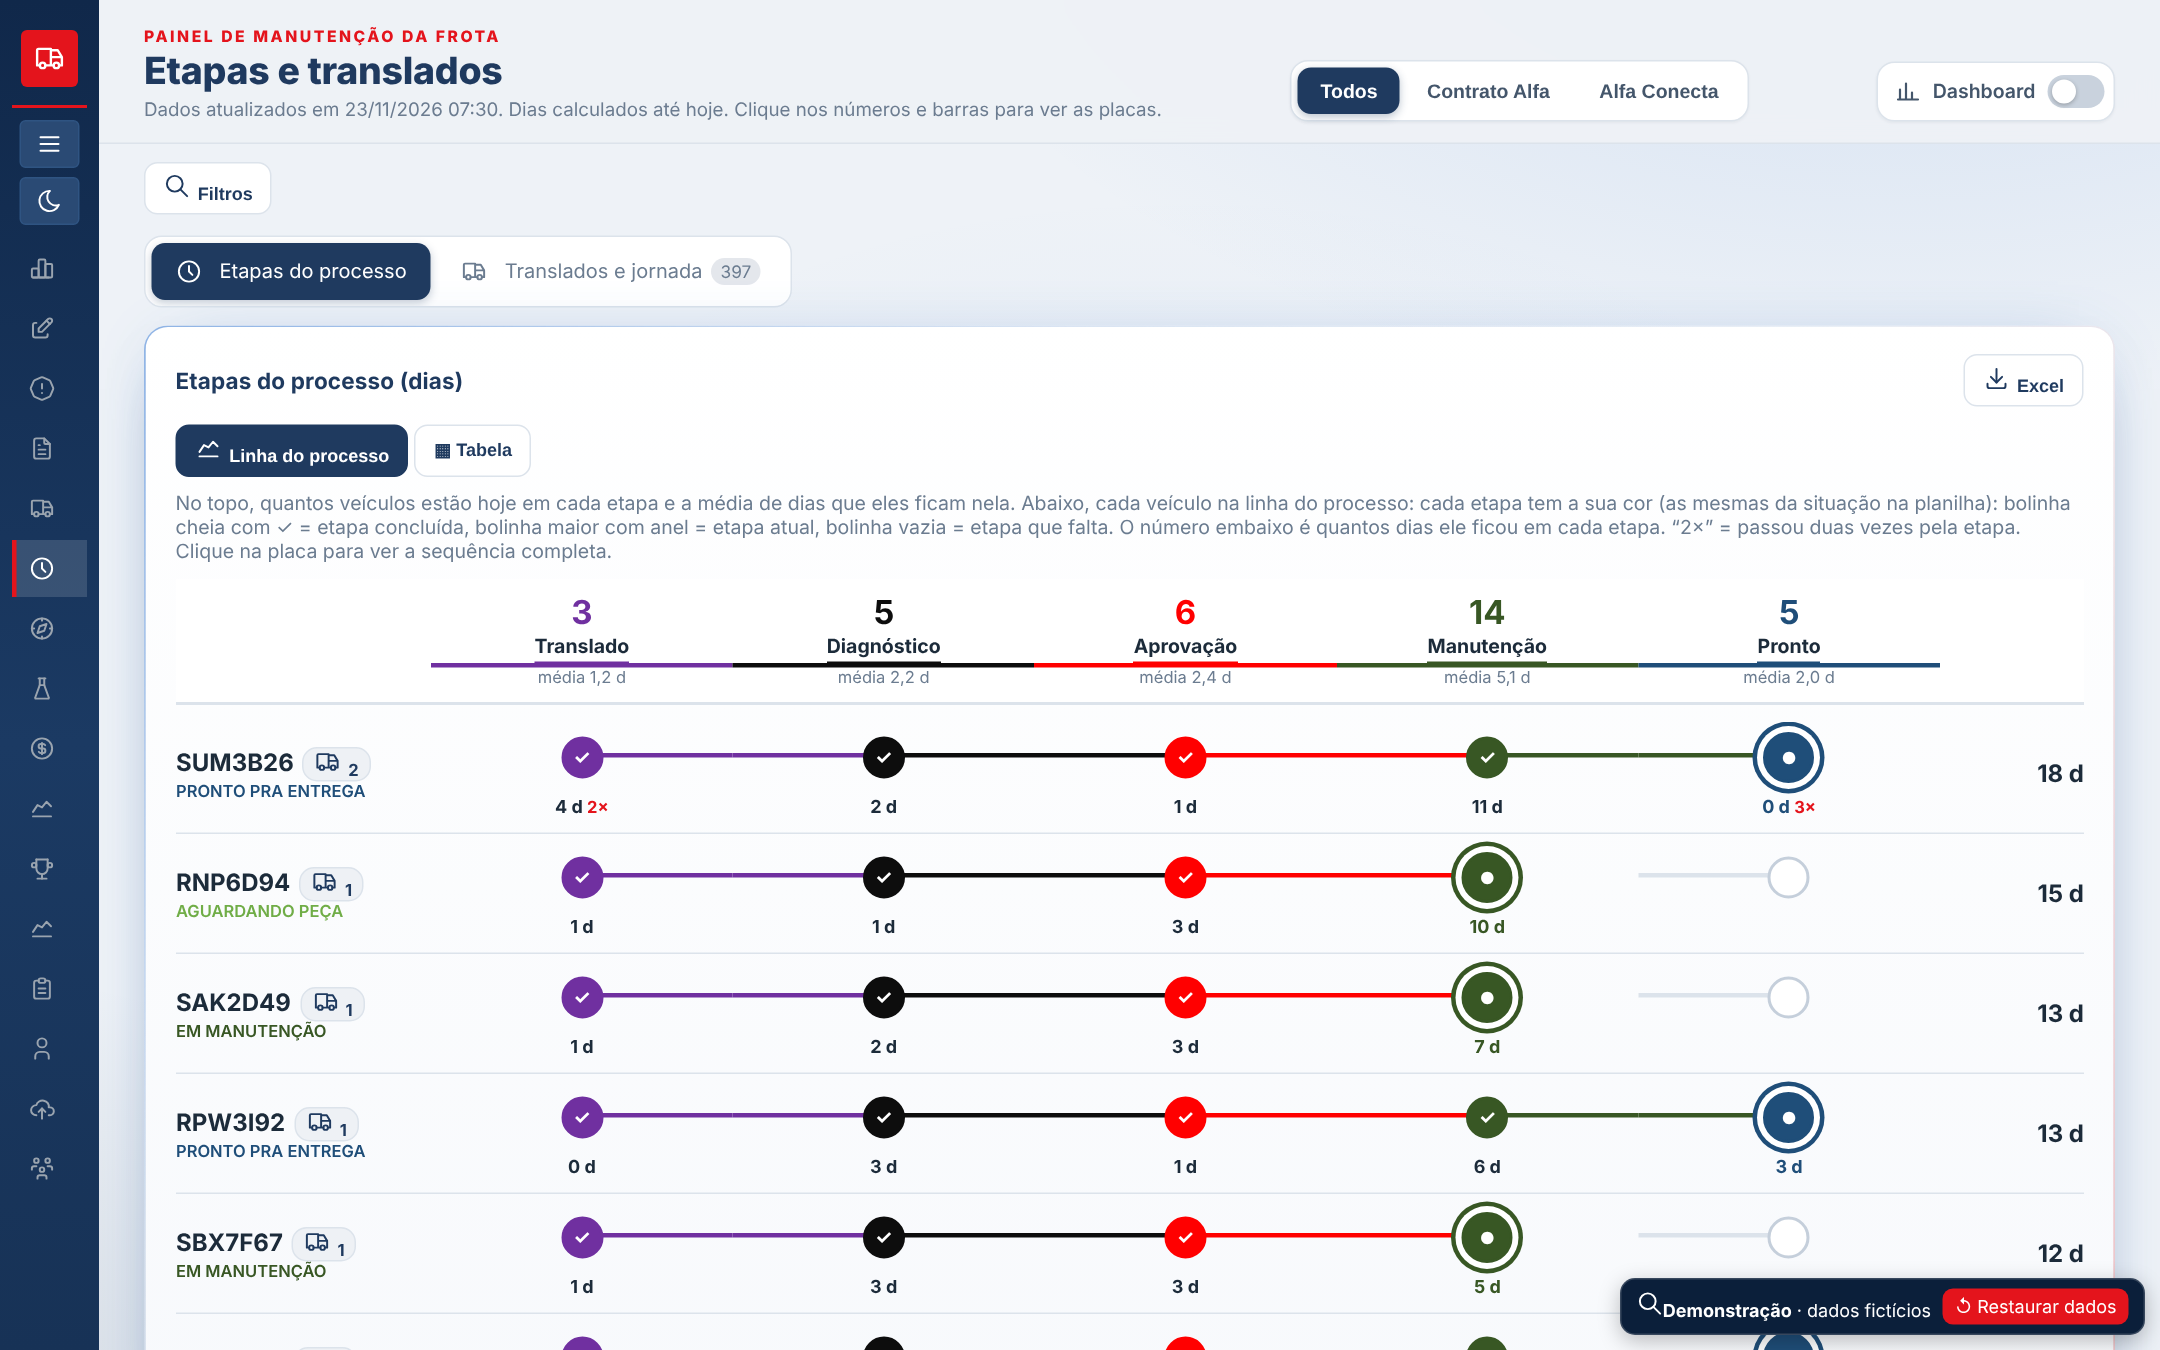 PAINEL DE MANUTENÇÃO DA FROTA
Etapas e translados
Dados atualizados em 23/11/2026 07:30. Dias calculados até hoje. Clique nos números e barras para ver as placas.
Todos
Contrato Alfa
Alfa Conecta
Dashboard
Filtros
Etapas do processo
Translados e jornada 397
Etapas do processo (dias)
Excel
Linha do processo
Tabela
No topo, quantos veículos estão hoje em cada etapa e a média de dias que eles ficam nela. Abaixo, cada veículo na linha do processo: cada etapa tem a sua cor (as mesmas da situação na planilha): bolinha
cheia com ✓ = etapa concluída, bolinha maior com anel = etapa atual, bolinha vazia = etapa que falta. O número embaixo é quantos dias ele ficou em cada etapa. “2×” = passou duas vezes pela etapa.
Clique na placa para ver a sequência completa.
3 5 6 14 5
Translado Diagnóstico Aprovação Manutenção Pronto
média 1,2 d média 2,2 d média 2,4 d média 5,1 d média 2,0 d
SUM3B26 2
PRONTO PRA ENTREGA
4 d 2× 2 d 1 d 11 d 0 d 3×
18 d
RNP6D94 1
AGUARDANDO PEÇA
1 d 1 d 3 d 10 d
15 d
SAK2D49 1
EM MANUTENÇÃO
1 d 2 d 3 d 7 d
13 d
RPW3I92 1
PRONTO PRA ENTREGA
0 d 3 d 1 d 6 d 3 d
13 d
SBX7F67 1
EM MANUTENÇÃO
1 d 3 d 3 d 5 d
12 d
Demonstração · dados fictícios
Restaurar dados